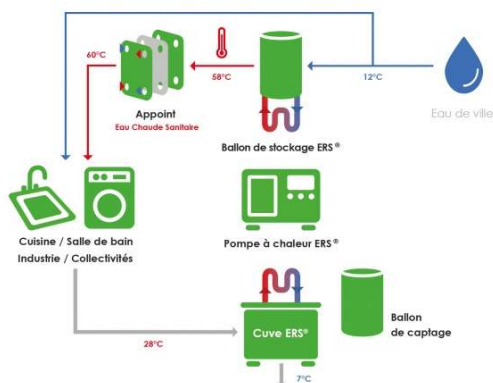 60°C
58°C
12°C
Eau de ville
Appoint
Eau Chaude Sanitaire
Ballon de stockage ERS®
Cuisine / Salle de bain
Industrie / Collectivités
Pompe à chaleur ERS®
Cuve ERS®
Ballon
de captage
28°C
7°C